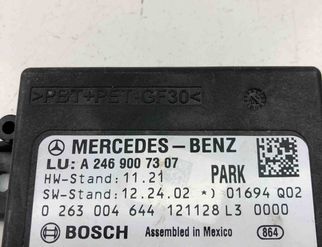 >PBT+PET-GF30<
MERCEDES-BENZ
LU: A 246 900 73 07
HW-Stand: 11.21 PARK
SW-Stand: 12.24.02 *) 01694 Q02
0 263 004 644 121128 L3 0000
BOSCH Assembled in Mexico 864